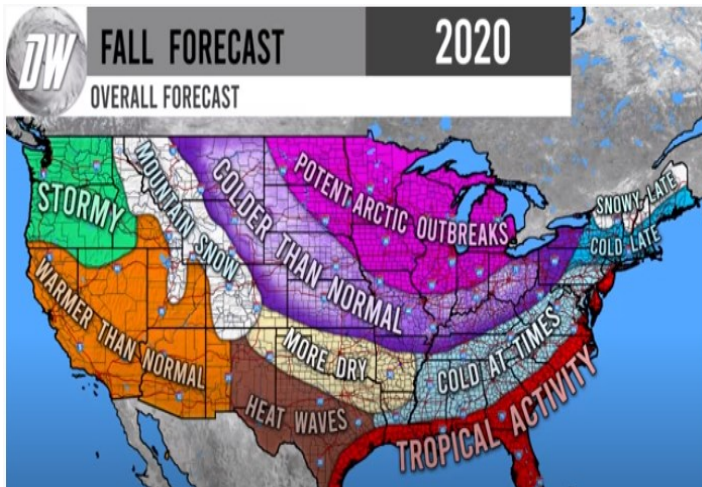 DW
FALL FORECAST
2020
OVERALL FORECAST
STORMY
MOUNTAIN SNOW
COLDER THAN NORMAL
POTENT ARCTIC OUTBREAKS
SNOWY LATE
COLD LATE
WARMER THAN NORMAL
MORE DRY
COLD AT TIMES
HEAT WAVES
TROPICAL ACTIVITY